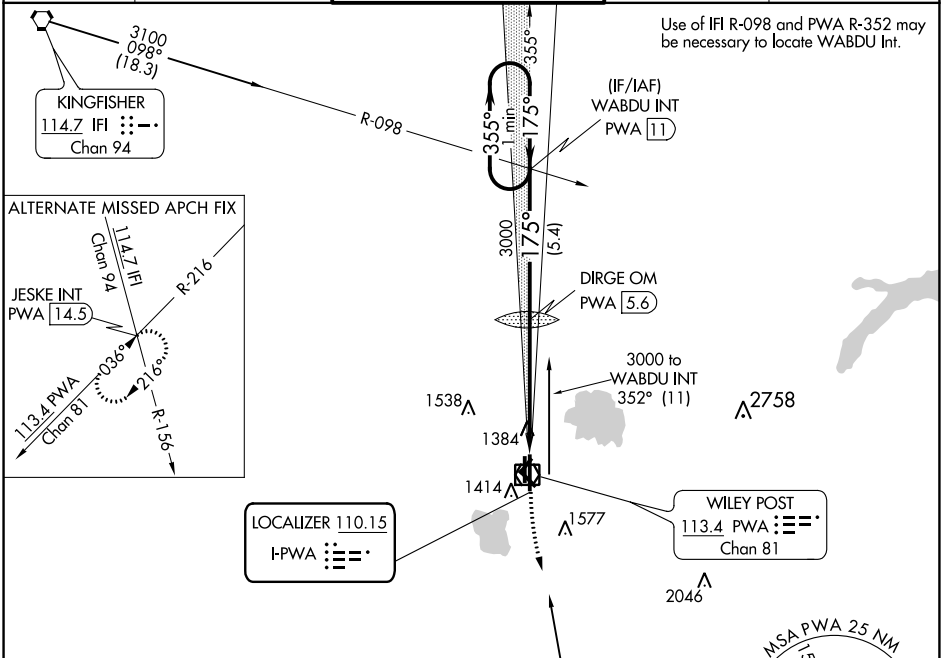 Use of IFI R-098 and PWA R-352 may
be necessary to locate WABDU Int.
3100
098°
(18.3)
KINGFISHER
114.7 IFI
Chan 94
R-098
355°
355°
1 min
175°
(IF/IAF)
WABDU INT
PWA 11
3000
175°
(5.4)
ALTERNATE MISSED APCH FIX
114.7 IFI
Chan 94
R-216
JESKE INT
PWA 14.5
036°
216°
113.4 PWA
Chan 81
R-156
DIRGE OM
PWA 5.6
3000 to
WABDU INT
352° (11)
1538
2758
1384
1414
1577
LOCALIZER 110.15
I-PWA
WILEY POST
113.4 PWA
Chan 81
2046
MSA PWA 25 NM